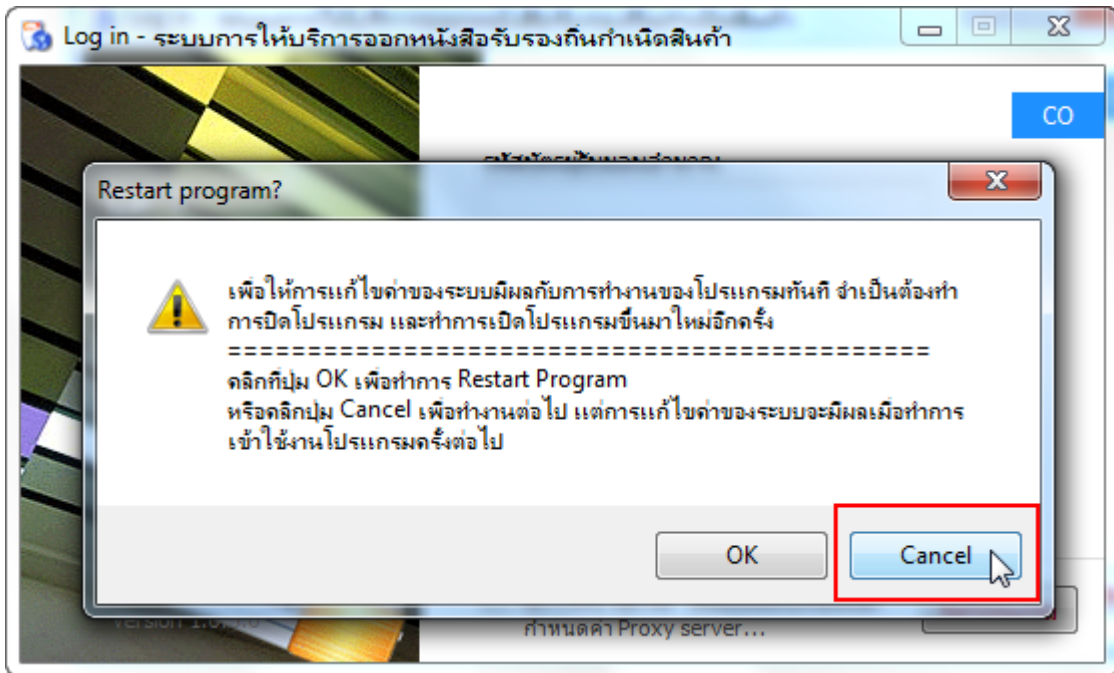 Log in - ระบบการให้บริการออกหนังสือรับรองถิ่นกำเนิดสินค้า
CO
Restart program?
เพื่อให้การแก้ไขค่าของระบบมีผลกับการทำงานของโปรแกรมทันที จำเป็นต้องทำ
การปิดโปรแกรม และทำการเปิดโปรแกรมขึ้นมาใหม่อีกครั้ง
============================================
คลิกที่ปุ่ม OK เพื่อทำการ Restart Program
หรือคลิกปุ่ม Cancel เพื่อทำงานต่อไป แต่การแก้ไขค่าของระบบจะมีผลเมื่อทำการ
เข้าใช้งานโปรแกรมครั้งต่อไป
OK
Cancel
กำหนดค่า Proxy server...